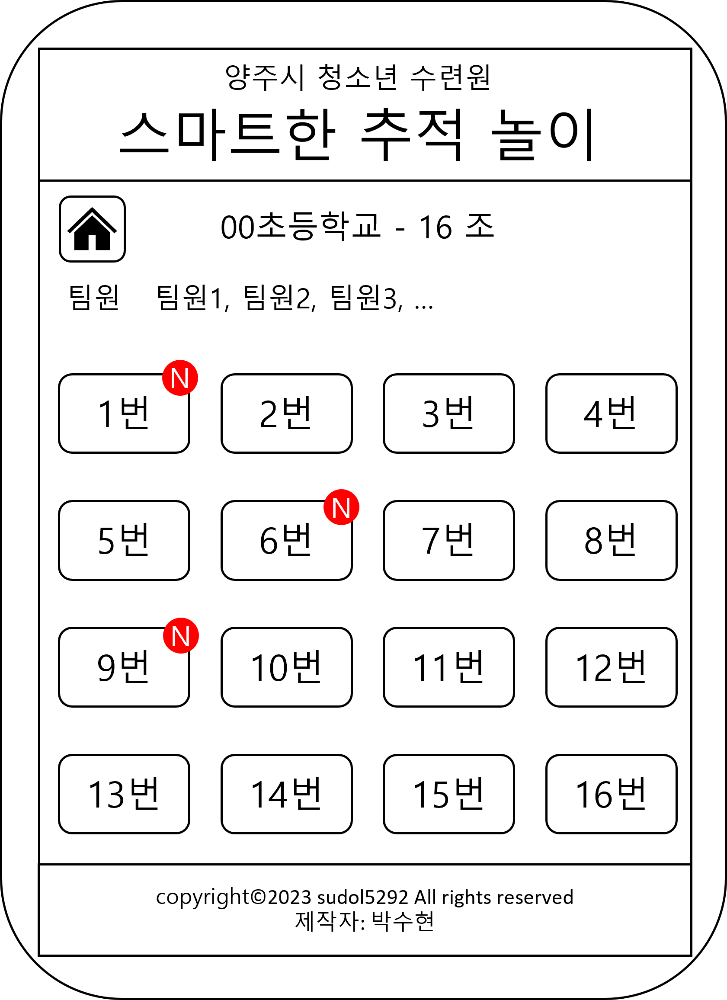 양주시 청소년 수련원
스마트한 추적 놀이
00초등학교 - 16 조
팀원 팀원1, 팀원2, 팀원3, ...
N
1번 2번 3번 4번
N
5번 6번 7번 8번
N
9번 10번 11번 12번
13번 14번 15번 16번
copyright©2023 sudol5292 All rights reserved
제작자: 박수현